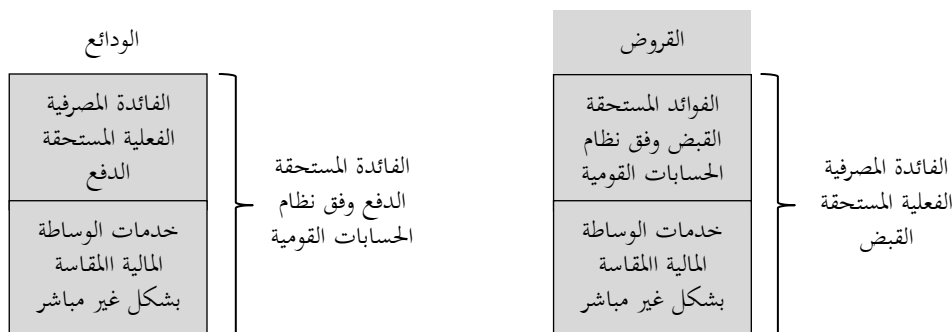 القروض
الفوائد المستحقة
القبض وفق نظام
الحسابات القومية
خدمات الوساطة
المالية االمقاسة
بشكل غير مباشر
الفائدة المصرفية
الفعلية المستحقة
القبض
الودائع
الفائدة المصرفية
الفعلية المستحقة
الدفع
خدمات الوساطة
المالية االمقاسة
بشكل غير مباشر
الفائدة المستحقة
الدفع وفق نظام
الحسابات القومية